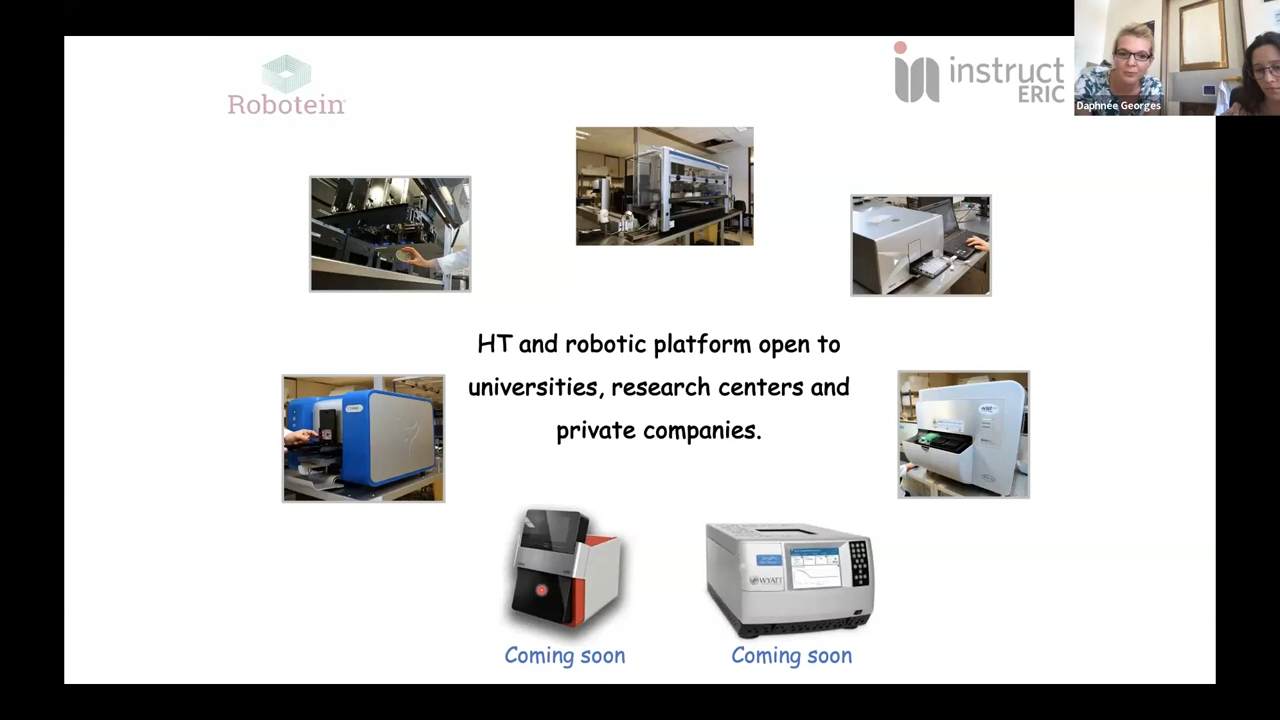 Robotein
instruct
ERIC
Daphnée Georges
HT and robotic platform open to
universities, research centers and
private companies.
WYATT
Coming soon
Coming soon